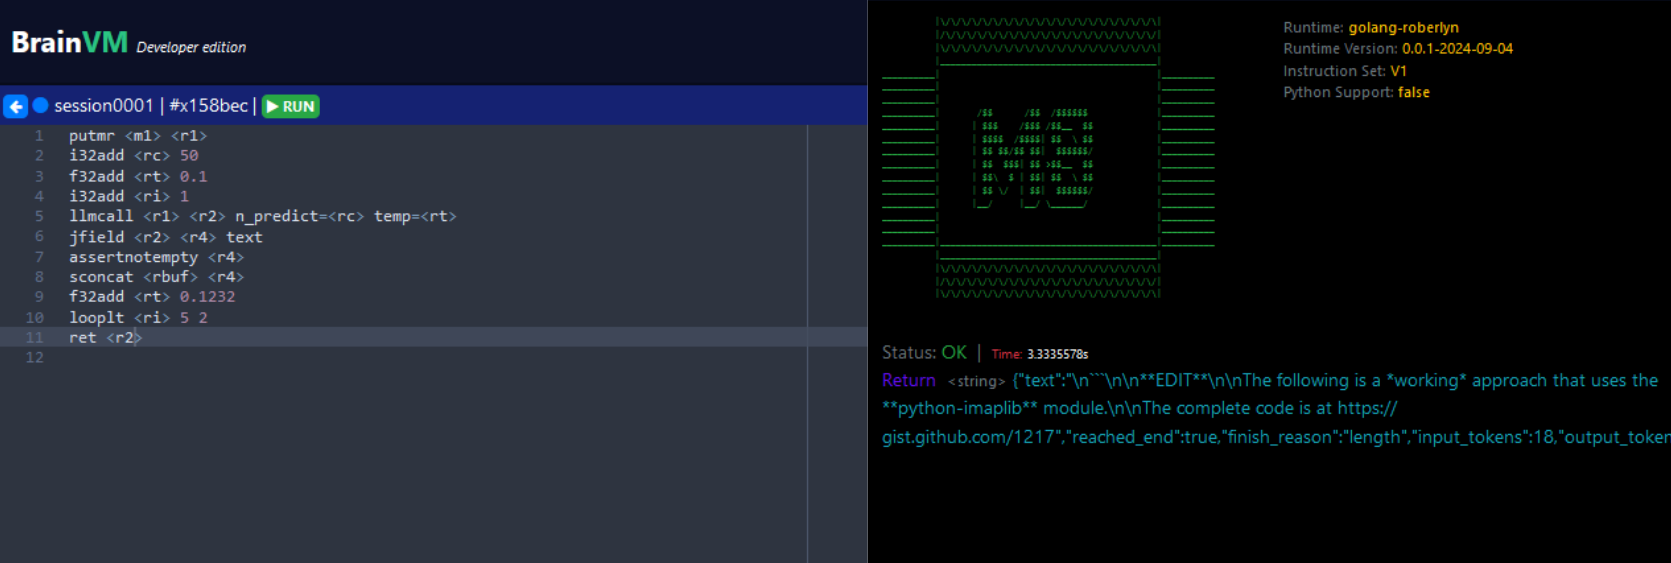 BrainVM Developer edition
session0001 | #x158bec | RUN
1 putmr <m1> <r1>
2 i32add <rc> 50
3 f32add <rt> 0.1
4 i32add <ri> 1
5 llmcall <r1> <r2> n_predict=<rc> temp=<rt>
6 jfield <r2> <r4> text
7 assertnotempty <r4>
8 sconcat <rbuf> <r4>
9 f32add <rt> 0.1232
10 looplt <ri> 5 2
11 ret <r2>
12
Runtime: golang-roberlyn
Runtime Version: 0.0.1-2024-09-04
Instruction Set: V1
Python Support: false
Status: OK | Time: 3.3335578s
Return <string> {"text":"\n```\n\n**EDIT**\n\nThe following is a *working* approach that uses the
**python-imaplib** module.\n\nThe complete code is at https://
gist.github.com/1217","reached_end":true,"finish_reason":"length","input_tokens":18,"output_token